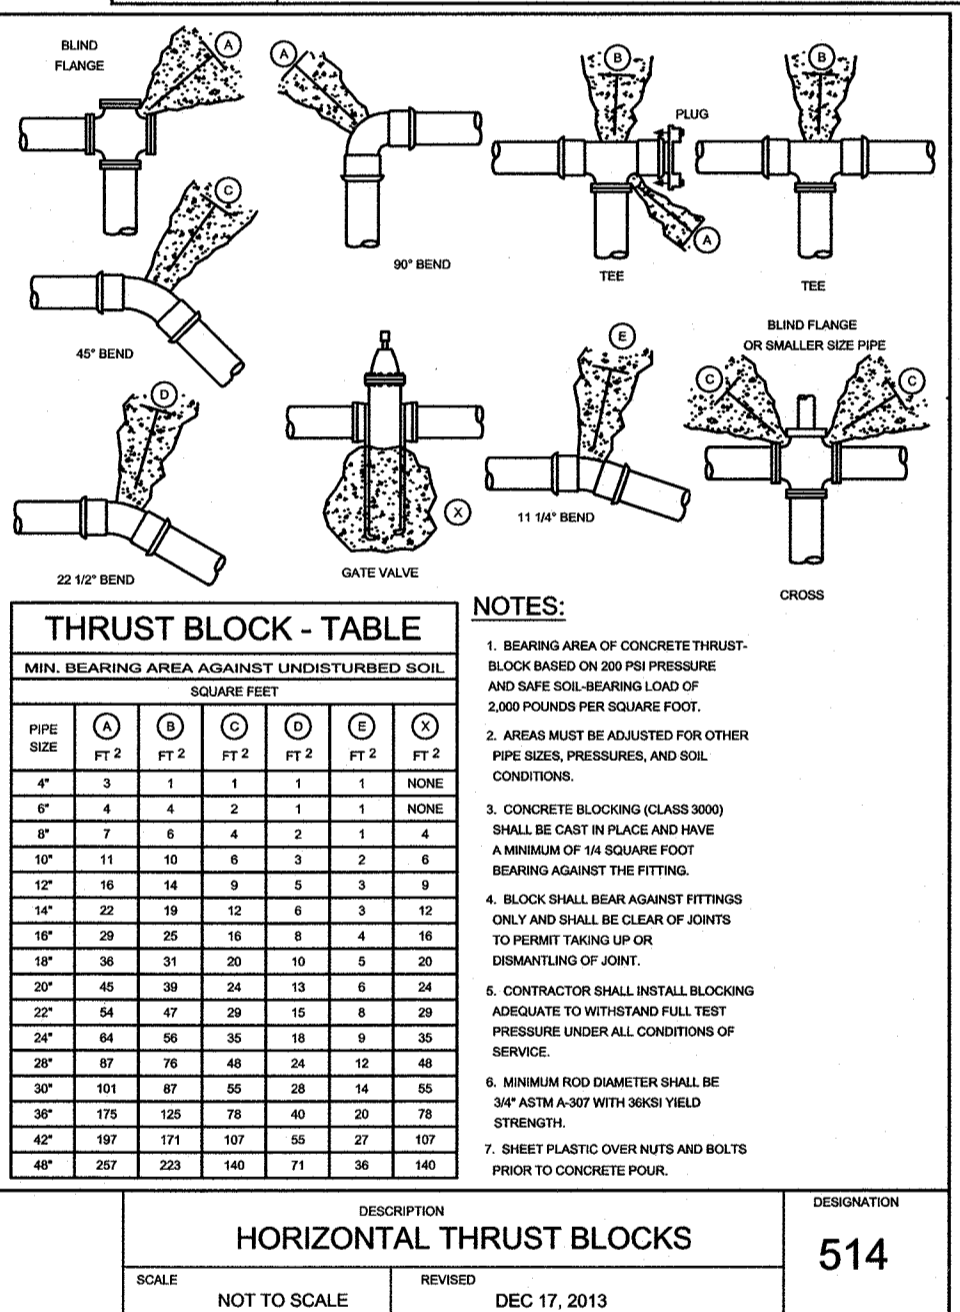 BLIND
FLANGE
A
A
B
PLUG
B
C
A
90° BEND
TEE
TEE
45° BEND
BLIND FLANGE
OR SMALLER SIZE PIPE
E
D
C
C
X
11 1/4° BEND
22 1/2° BEND
GATE VALVE
CROSS
THRUST BLOCK - TABLE
MIN. BEARING AREA AGAINST UNDISTURBED SOIL
SQUARE FEET
PIPE SIZE A FT 2 B FT 2 C FT 2 D FT 2 E FT 2 X FT 2
4" 3 1 1 1 1 NONE
6" 4 4 2 1 1 NONE
8" 7 6 4 2 1 4
10" 11 10 6 3 2 6
12" 16 14 9 5 3 9
14" 22 19 12 6 3 12
16" 29 25 16 8 4 16
18" 36 31 20 10 5 20
20" 45 39 24 13 6 24
22" 54 47 29 15 8 29
24" 64 56 35 18 9 35
28" 87 76 48 24 12 48
30" 101 87 55 28 14 55
36" 175 125 78 40 20 78
42" 197 171 107 55 27 107
48" 257 223 140 71 36 140
NOTES:
1. BEARING AREA OF CONCRETE THRUST-
BLOCK BASED ON 200 PSI PRESSURE
AND SAFE SOIL-BEARING LOAD OF
2,000 POUNDS PER SQUARE FOOT.
2. AREAS MUST BE ADJUSTED FOR OTHER
PIPE SIZES, PRESSURES, AND SOIL
CONDITIONS.
3. CONCRETE BLOCKING (CLASS 3000)
SHALL BE CAST IN PLACE AND HAVE
A MINIMUM OF 1/4 SQUARE FOOT
BEARING AGAINST THE FITTING.
4. BLOCK SHALL BEAR AGAINST FITTINGS
ONLY AND SHALL BE CLEAR OF JOINTS
TO PERMIT TAKING UP OR
DISMANTLING OF JOINT.
5. CONTRACTOR SHALL INSTALL BLOCKING
ADEQUATE TO WITHSTAND FULL TEST
PRESSURE UNDER ALL CONDITIONS OF
SERVICE.
6. MINIMUM ROD DIAMETER SHALL BE
3/4" ASTM A-307 WITH 36KSI YIELD
STRENGTH.
7. SHEET PLASTIC OVER NUTS AND BOLTS
PRIOR TO CONCRETE POUR.
DESCRIPTION
HORIZONTAL THRUST BLOCKS
DESIGNATION
514
SCALE
NOT TO SCALE
REVISED
DEC 17, 2013